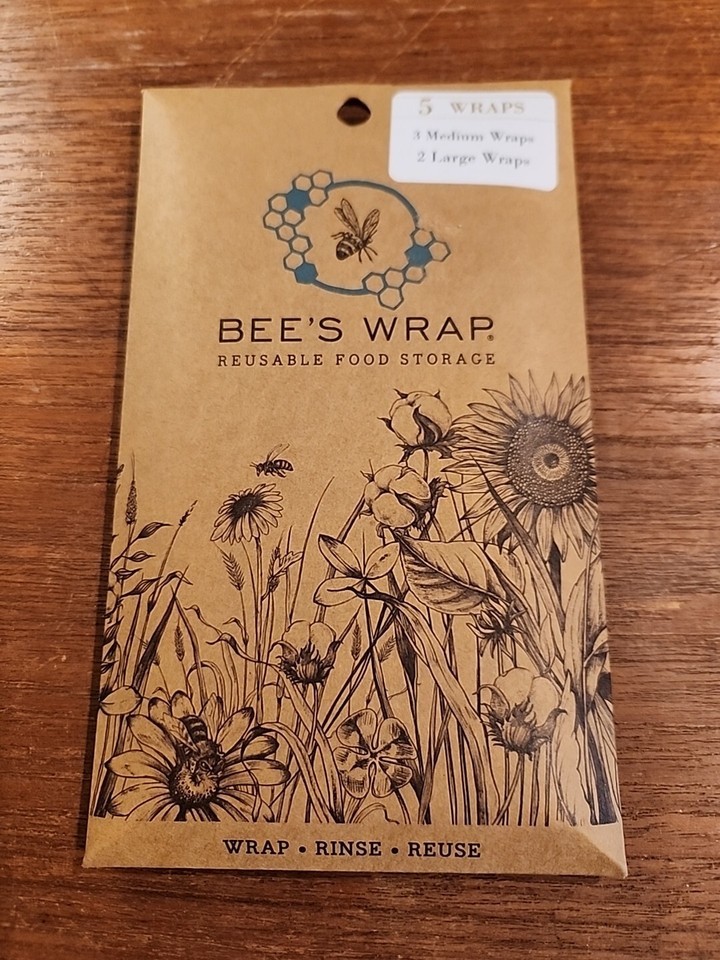 5 WRAPS
3 Medium Wraps
2 Large Wraps
BEE'S WRAP®
REUSABLE FOOD STORAGE
WRAP • RINSE • REUSE